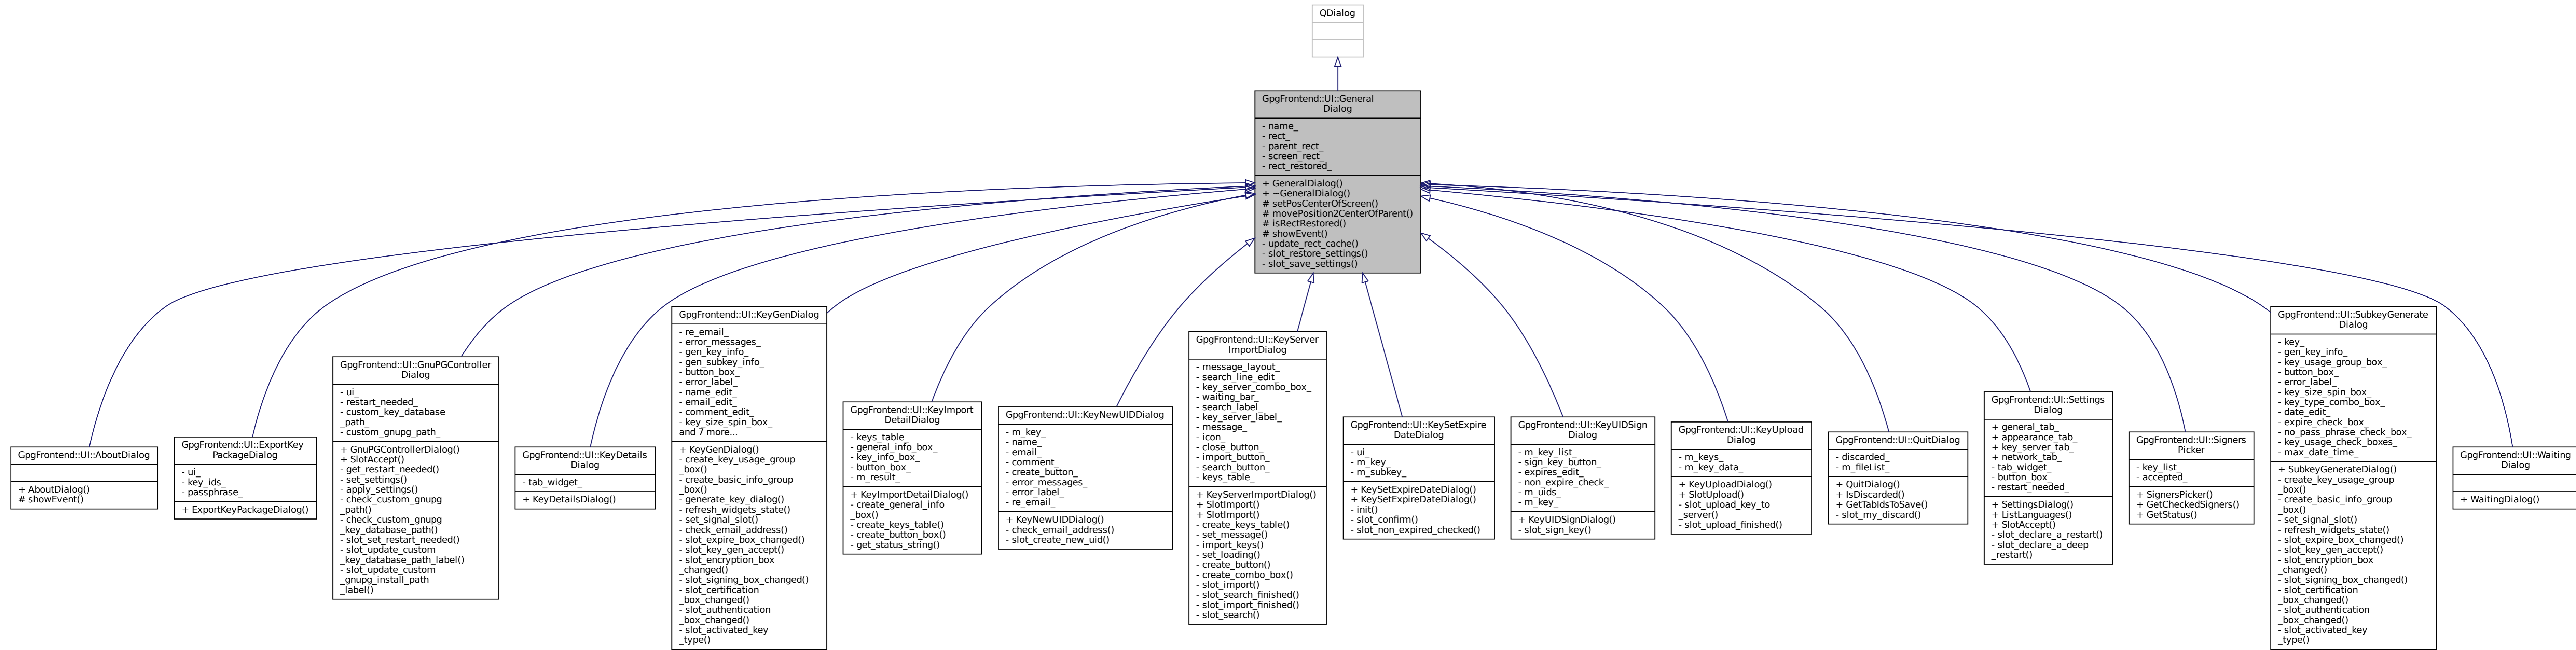 QDialog
GpgFrontend::UI::General
Dialog
- name_
- rect_
- parent_rect_
- screen_rect_
- rect_restored_
+ GeneralDialog()
+ ~GeneralDialog()
# setPosCenterOfScreen()
# movePosition2CenterOfParent()
# isRectRestored()
# showEvent()
- update_rect_cache()
- slot_restore_settings()
- slot_save_settings()
GpgFrontend::UI::AboutDialog
+ AboutDialog()
# showEvent()
GpgFrontend::UI::ExportKey
PackageDialog
- ui_
- key_ids_
- passphrase_
+ ExportKeyPackageDialog()
GpgFrontend::UI::GnuPGController
Dialog
- ui_
- restart_needed_
- custom_key_database
_path_
- custom_gnupg_path_
+ GnuPGControllerDialog()
+ SlotAccept()
- get_restart_needed()
- set_settings()
- apply_settings()
- check_custom_gnupg
_path()
- check_custom_gnupg
_key_database_path()
- slot_set_restart_needed()
- slot_update_custom
_key_database_path_label()
- slot_update_custom
_gnupg_install_path
_label()
GpgFrontend::UI::KeyDetails
Dialog
- tab_widget_
+ KeyDetailsDialog()
GpgFrontend::UI::KeyGenDialog
- re_email_
- error_messages_
- gen_key_info_
- gen_subkey_info_
- button_box_
- error_label_
- name_edit_
- email_edit_
- comment_edit_
- key_size_spin_box_
and 7 more...
+ KeyGenDialog()
- create_key_usage_group
_box()
- create_basic_info_group
_box()
- generate_key_dialog()
- refresh_widgets_state()
- set_signal_slot()
- check_email_address()
- slot_expire_box_changed()
- slot_key_gen_accept()
- slot_encryption_box
_changed()
- slot_signing_box_changed()
- slot_certification
_box_changed()
- slot_authentication
_box_changed()
- slot_activated_key
_type()
GpgFrontend::UI::KeyImport
DetailDialog
- keys_table_
- general_info_box_
- key_info_box_
- button_box_
- m_result_
+ KeyImportDetailDialog()
- create_general_info
_box()
- create_keys_table()
- create_button_box()
- get_status_string()
GpgFrontend::UI::KeyNewUIDDialog
- m_key_
- name_
- email_
- comment_
- create_button_
- error_messages_
- error_label_
- re_email_
+ KeyNewUIDDialog()
- check_email_address()
- slot_create_new_uid()
GpgFrontend::UI::KeyServer
ImportDialog
- message_layout_
- search_line_edit_
- key_server_combo_box_
- waiting_bar_
- search_label_
- key_server_label_
- message_
- icon_
- close_button_
- import_button_
- search_button_
- keys_table_
+ KeyServerImportDialog()
+ SlotImport()
+ SlotImport()
- create_keys_table()
- set_message()
- import_keys()
- set_loading()
- create_button()
- create_combo_box()
- slot_import()
- slot_search_finished()
- slot_import_finished()
- slot_search()
GpgFrontend::UI::KeySetExpire
DateDialog
- ui_
- m_key_
- m_subkey_
+ KeySetExpireDateDialog()
+ KeySetExpireDateDialog()
- init()
- slot_confirm()
- slot_non_expired_checked()
GpgFrontend::UI::KeyUIDSign
Dialog
- m_key_list_
- sign_key_button_
- expires_edit_
- non_expire_check_
- m_uids_
- m_key_
+ KeyUIDSignDialog()
- slot_sign_key()
GpgFrontend::UI::KeyUpload
Dialog
- m_keys_
- m_key_data_
+ KeyUploadDialog()
+ SlotUpload()
- slot_upload_key_to
_server()
- slot_upload_finished()
GpgFrontend::UI::QuitDialog
- discarded_
- m_fileList_
+ QuitDialog()
+ IsDiscarded()
+ GetTabIdsToSave()
- slot_my_discard()
GpgFrontend::UI::Settings
Dialog
+ general_tab_
+ appearance_tab_
+ key_server_tab_
+ network_tab_
- tab_widget_
- button_box_
- restart_needed_
+ SettingsDialog()
+ ListLanguages()
+ SlotAccept()
- slot_declare_a_restart()
- slot_declare_a_deep
_restart()
GpgFrontend::UI::Signers
Picker
- key_list_
- accepted_
+ SignersPicker()
+ GetCheckedSigners()
+ GetStatus()
GpgFrontend::UI::SubkeyGenerate
Dialog
- key_
- gen_key_info_
- key_usage_group_box_
- button_box_
- error_label_
- key_size_spin_box_
- key_type_combo_box_
- date_edit_
- expire_check_box_
- no_pass_phrase_check_box_
- key_usage_check_boxes_
- max_date_time_
+ SubkeyGenerateDialog()
- create_key_usage_group
_box()
- create_basic_info_group
_box()
- set_signal_slot()
- refresh_widgets_state()
- slot_expire_box_changed()
- slot_key_gen_accept()
- slot_encryption_box
_changed()
- slot_signing_box_changed()
- slot_certification
_box_changed()
- slot_authentication
_box_changed()
- slot_activated_key
_type()
GpgFrontend::UI::Waiting
Dialog
+ WaitingDialog()